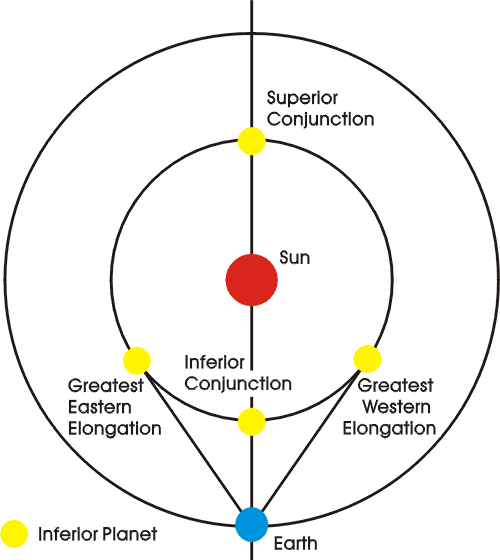 Superior
Conjunction
Sun
Inferior
Conjunction
Greatest
Eastern
Elongation
Greatest
Western
Elongation
Inferior Planet
Earth